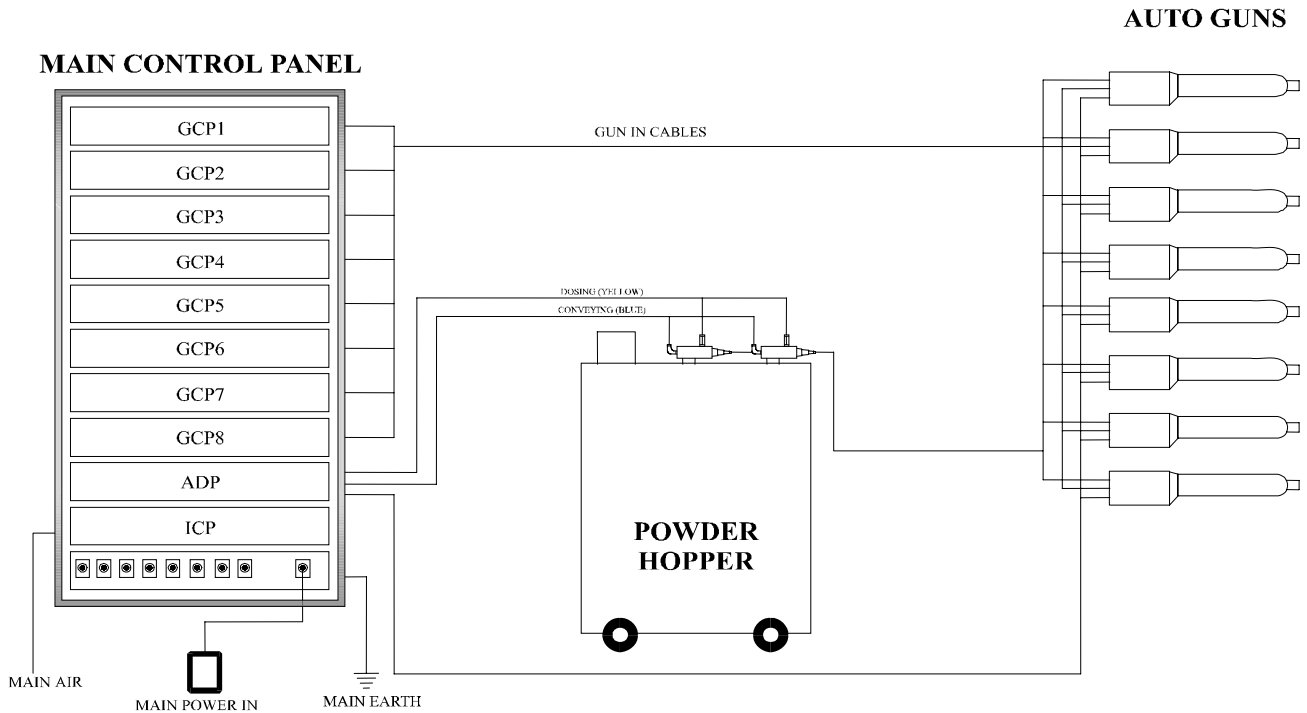 AUTO GUNS
MAIN CONTROL PANEL
GCP1
GUN IN CABLES
GCP2
GCP3
GCP4
DOSING (YELLOW)
GCP5
CONVEYING (BLUE)
GCP6
GCP7
GCP8
ADP
ICP
POWDER
HOPPER
MAIN AIR
MAIN POWER IN
MAIN EARTH